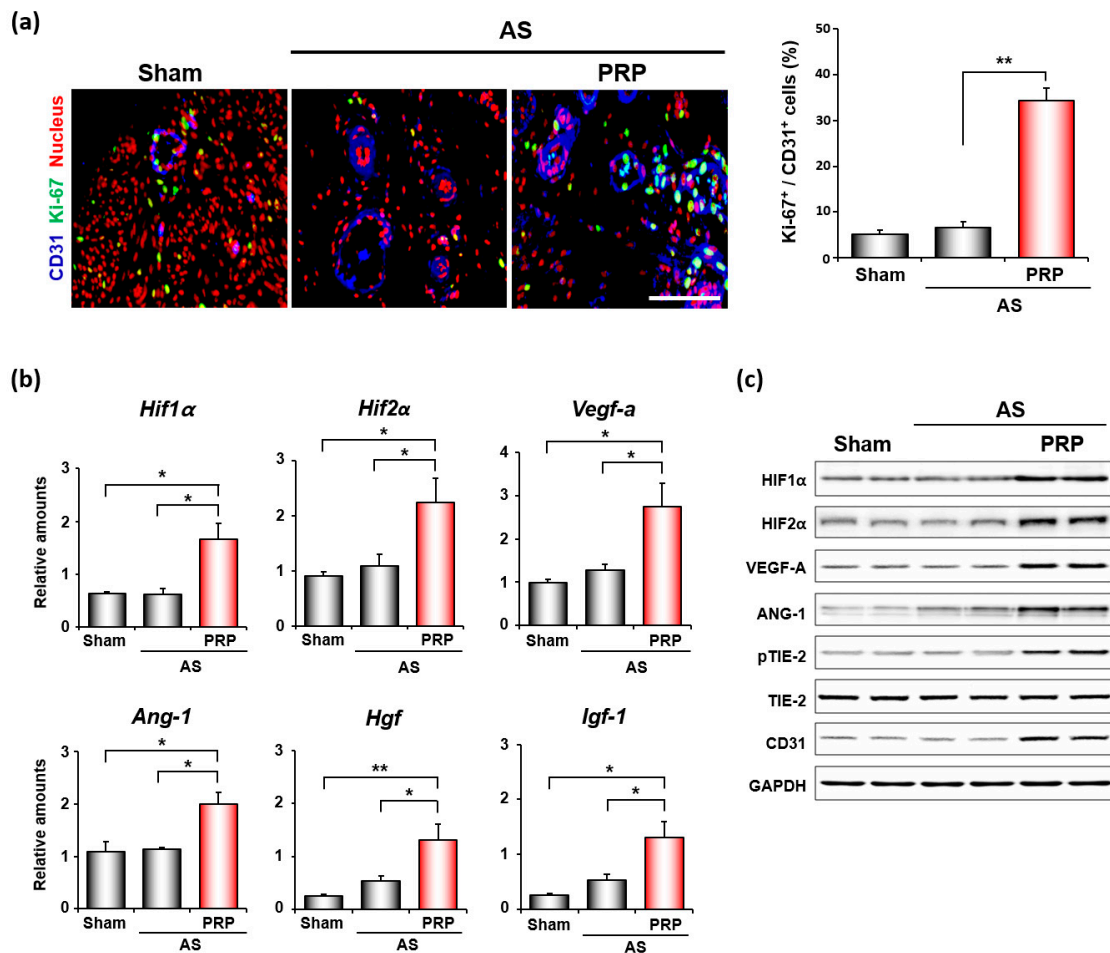 (a)
AS
Sham
PRP
CD31 Ki-67 Nucleus
Ki-67⁺ / CD31⁺ cells (%)
50
40
30
20
10
0
**
Sham
PRP
AS
(b)
Hif1α
Relative amounts
3
2
1
0
*
*
Sham
PRP
AS
Hif2α
3
2
1
0
*
*
Sham
PRP
AS
Vegf-a
4
3
2
1
0
*
*
Sham
PRP
AS
Ang-1
Relative amounts
3
2
1
0
*
*
Sham
PRP
AS
Hgf
3
2
1
0
**
*
Sham
PRP
AS
Igf-1
3
2
1
0
*
*
Sham
PRP
AS
(c)
AS
Sham
PRP
HIF1α
HIF2α
VEGF-A
ANG-1
pTIE-2
TIE-2
CD31
GAPDH